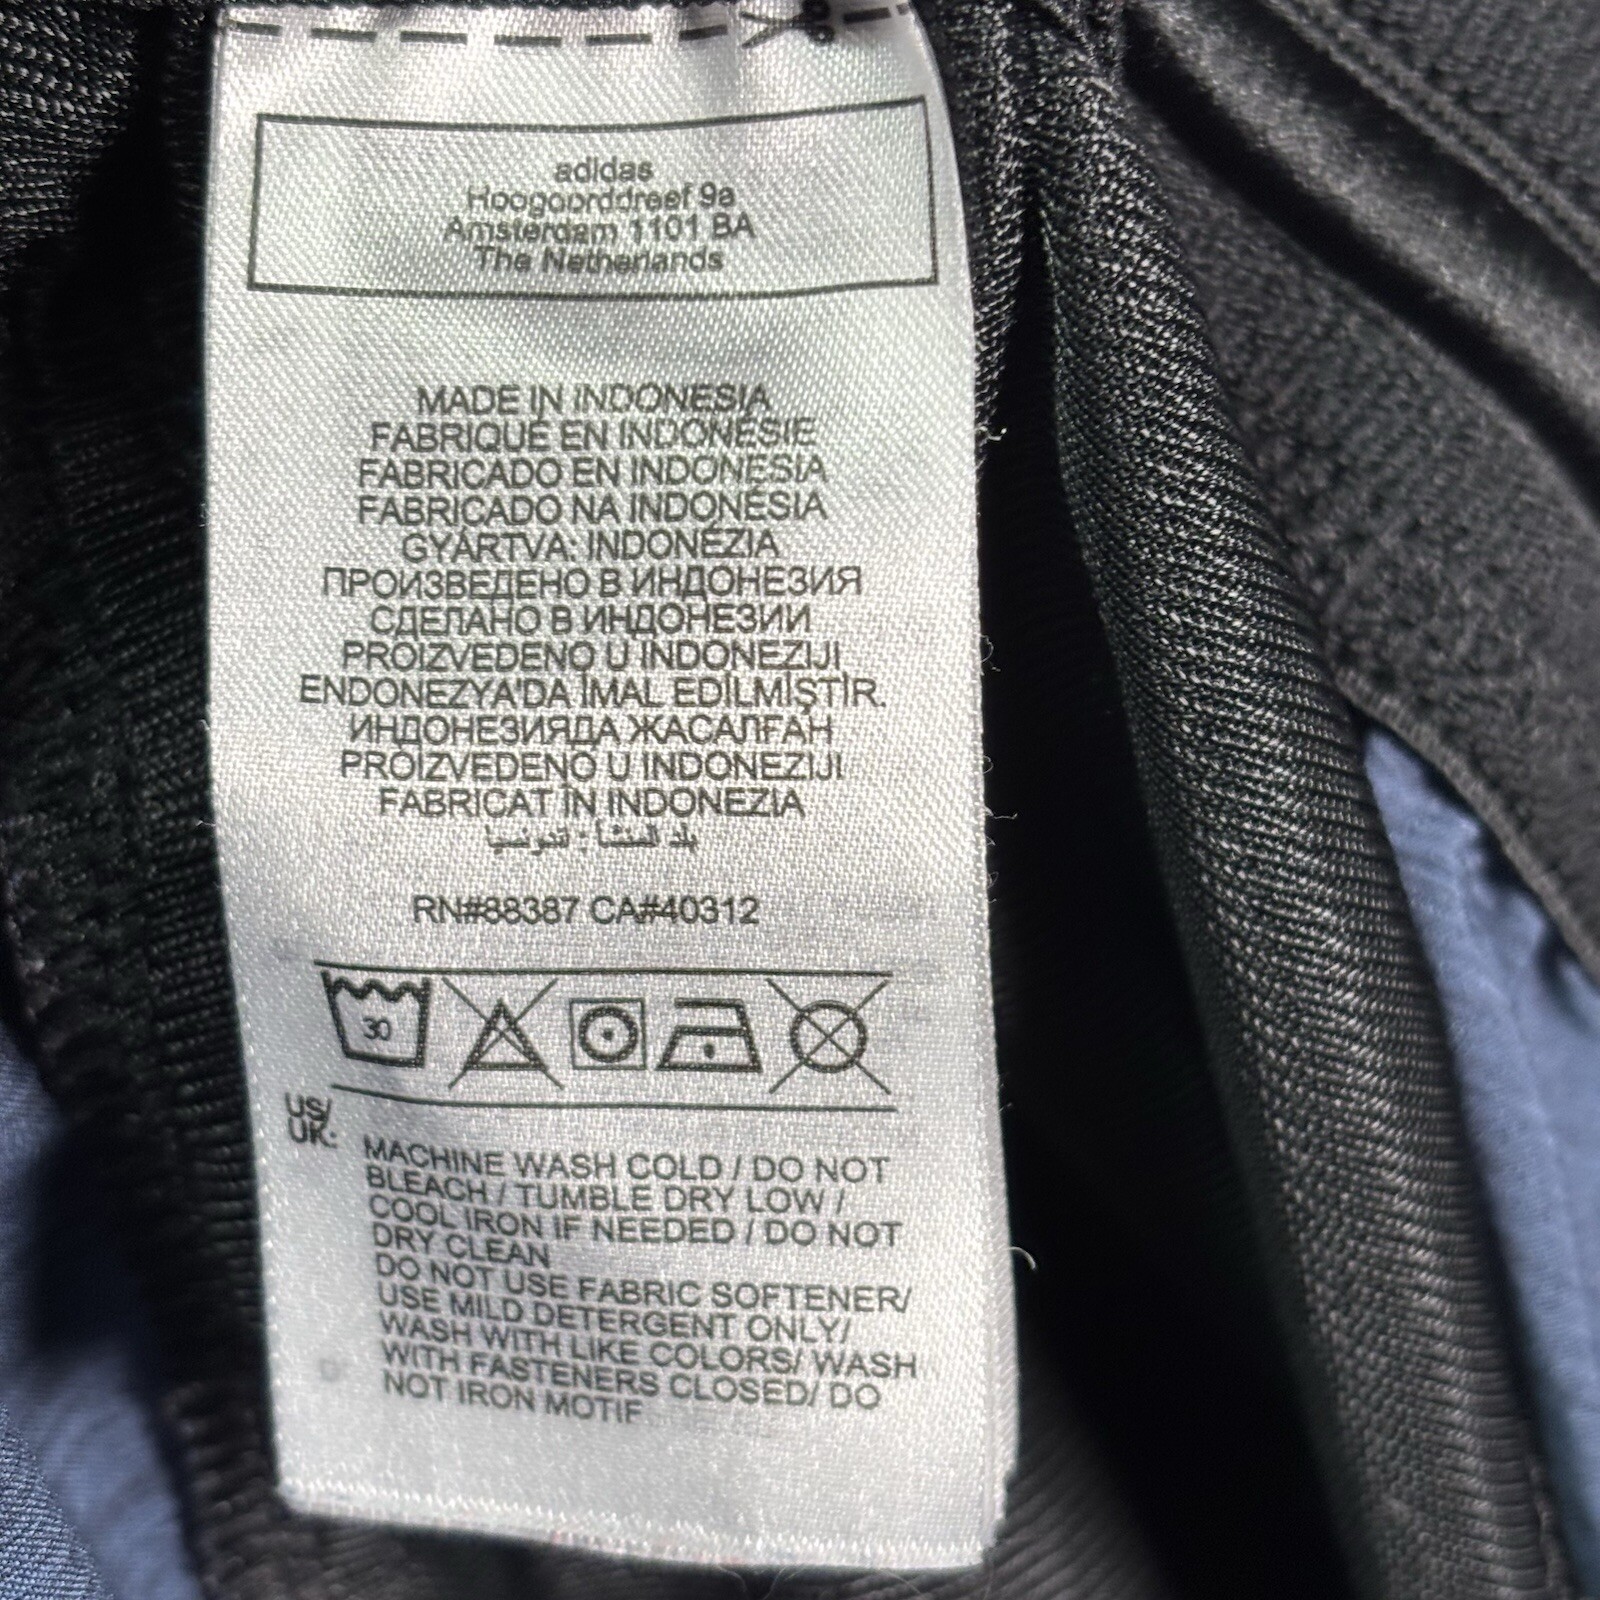 adidas
Hoogoorddreef 9a
Amsterdam 1101 BA
The Netherlands
MADE IN INDONESIA
FABRIQUÉ EN INDONÉSIE
FABRICADO EN INDONESIA
FABRICADO NA INDONÉSIA
GYÁRTVA: INDONÉZIA
ПРОИЗВЕДЕНО В ИНДОНЕЗИЯ
СДЕЛАНО В ИНДОНЕЗИИ
PROIZVEDENO U INDONEZIJI
ENDONEZYA'DA İMAL EDİLMİŞTİR.
ИНДОНЕЗИЯДА ЖАСАЛҒАН
PROIZVEDENO U INDONEZIJI
FABRICAT ÎN INDONEZIA
بلد المنشأ: اندونيسيا
RN#88387 CA#40312
30
US/
UK:
MACHINE WASH COLD / DO NOT
BLEACH / TUMBLE DRY LOW /
COOL IRON IF NEEDED / DO NOT
DRY CLEAN
DO NOT USE FABRIC SOFTENER/
USE MILD DETERGENT ONLY/
WASH WITH LIKE COLORS/ WASH
WITH FASTENERS CLOSED/ DO
NOT IRON MOTIF